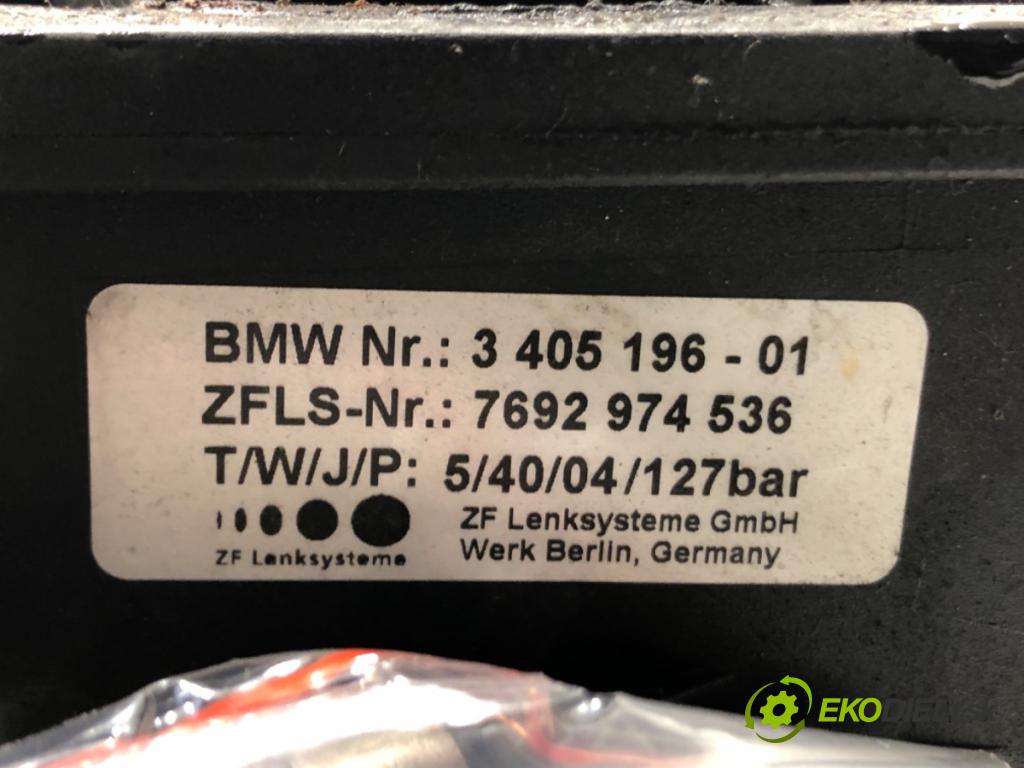 BMW Nr.: 3 405 196 - 01
ZFLS-Nr.: 7692 974 536
T/W/J/P: 5/40/04/127bar
ZF Lenksysteme GmbH
ZF Lenksysteme
Werk Berlin, Germany
EKODIELY